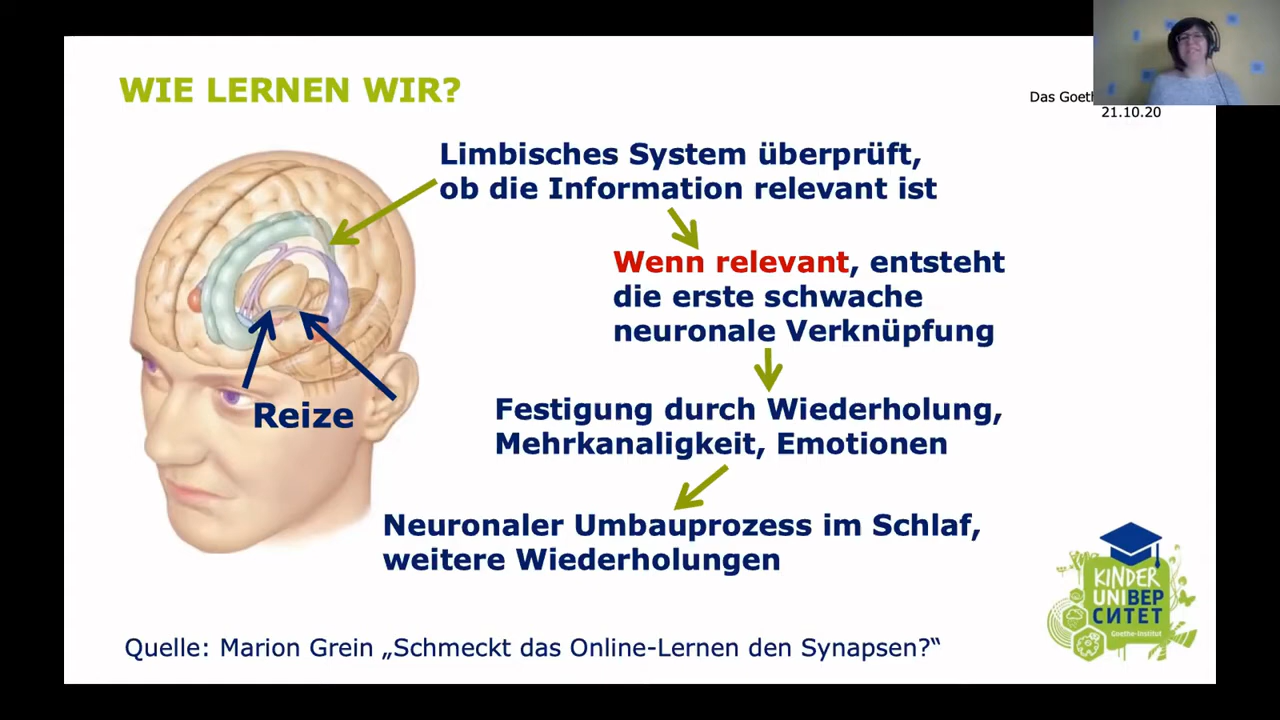 WIE LERNEN WIR?
Das Goeth
21.10.20
Limbisches System überprüft,
ob die Information relevant ist
Wenn relevant, entsteht
die erste schwache
neuronale Verknüpfung
Reize
Festigung durch Wiederholung,
Mehrkanaligkeit, Emotionen
Neuronaler Umbauprozess im Schlaf,
weitere Wiederholungen
KINDER
UNIВЕР
СИТЕТ
Goethe-Institut
Quelle: Marion Grein „Schmeckt das Online-Lernen den Synapsen?“